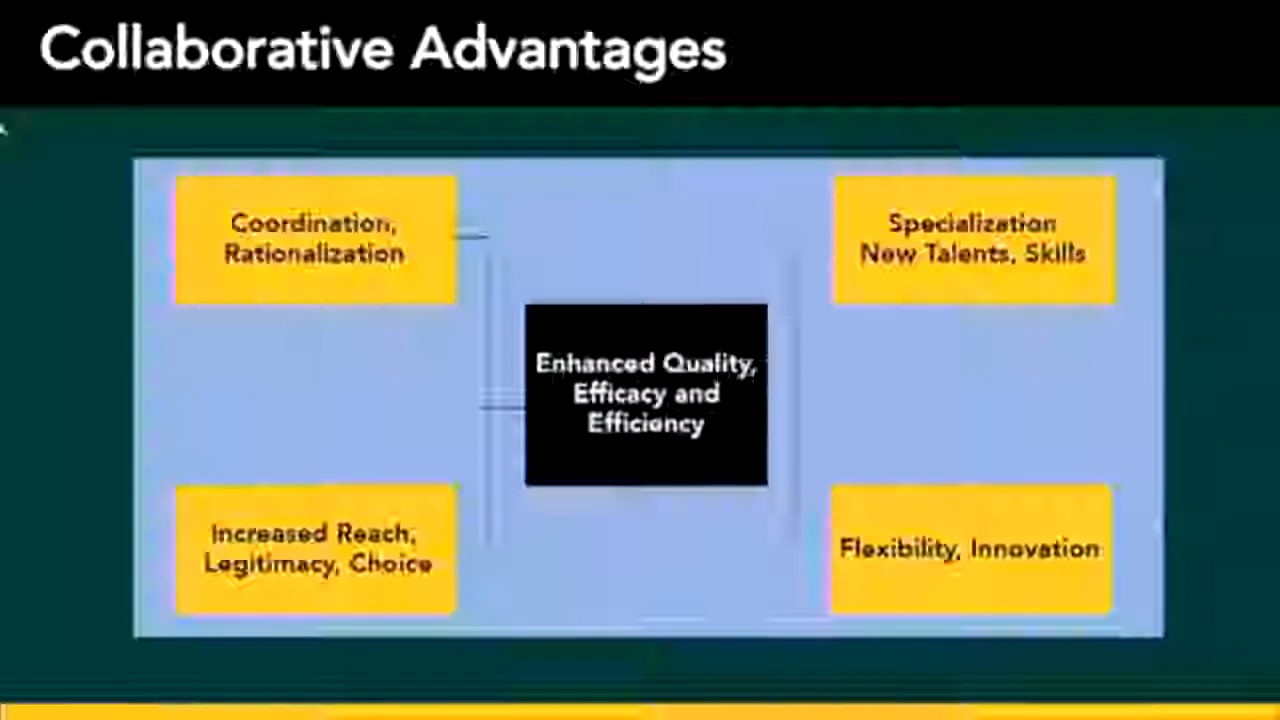 Collaborative Advantages
Coordination,
Rationalization
Specialization
New Talents, Skills
Enhanced Quality,
Efficacy and
Efficiency
Increased Reach,
Legitimacy, Choice
Flexibility, Innovation